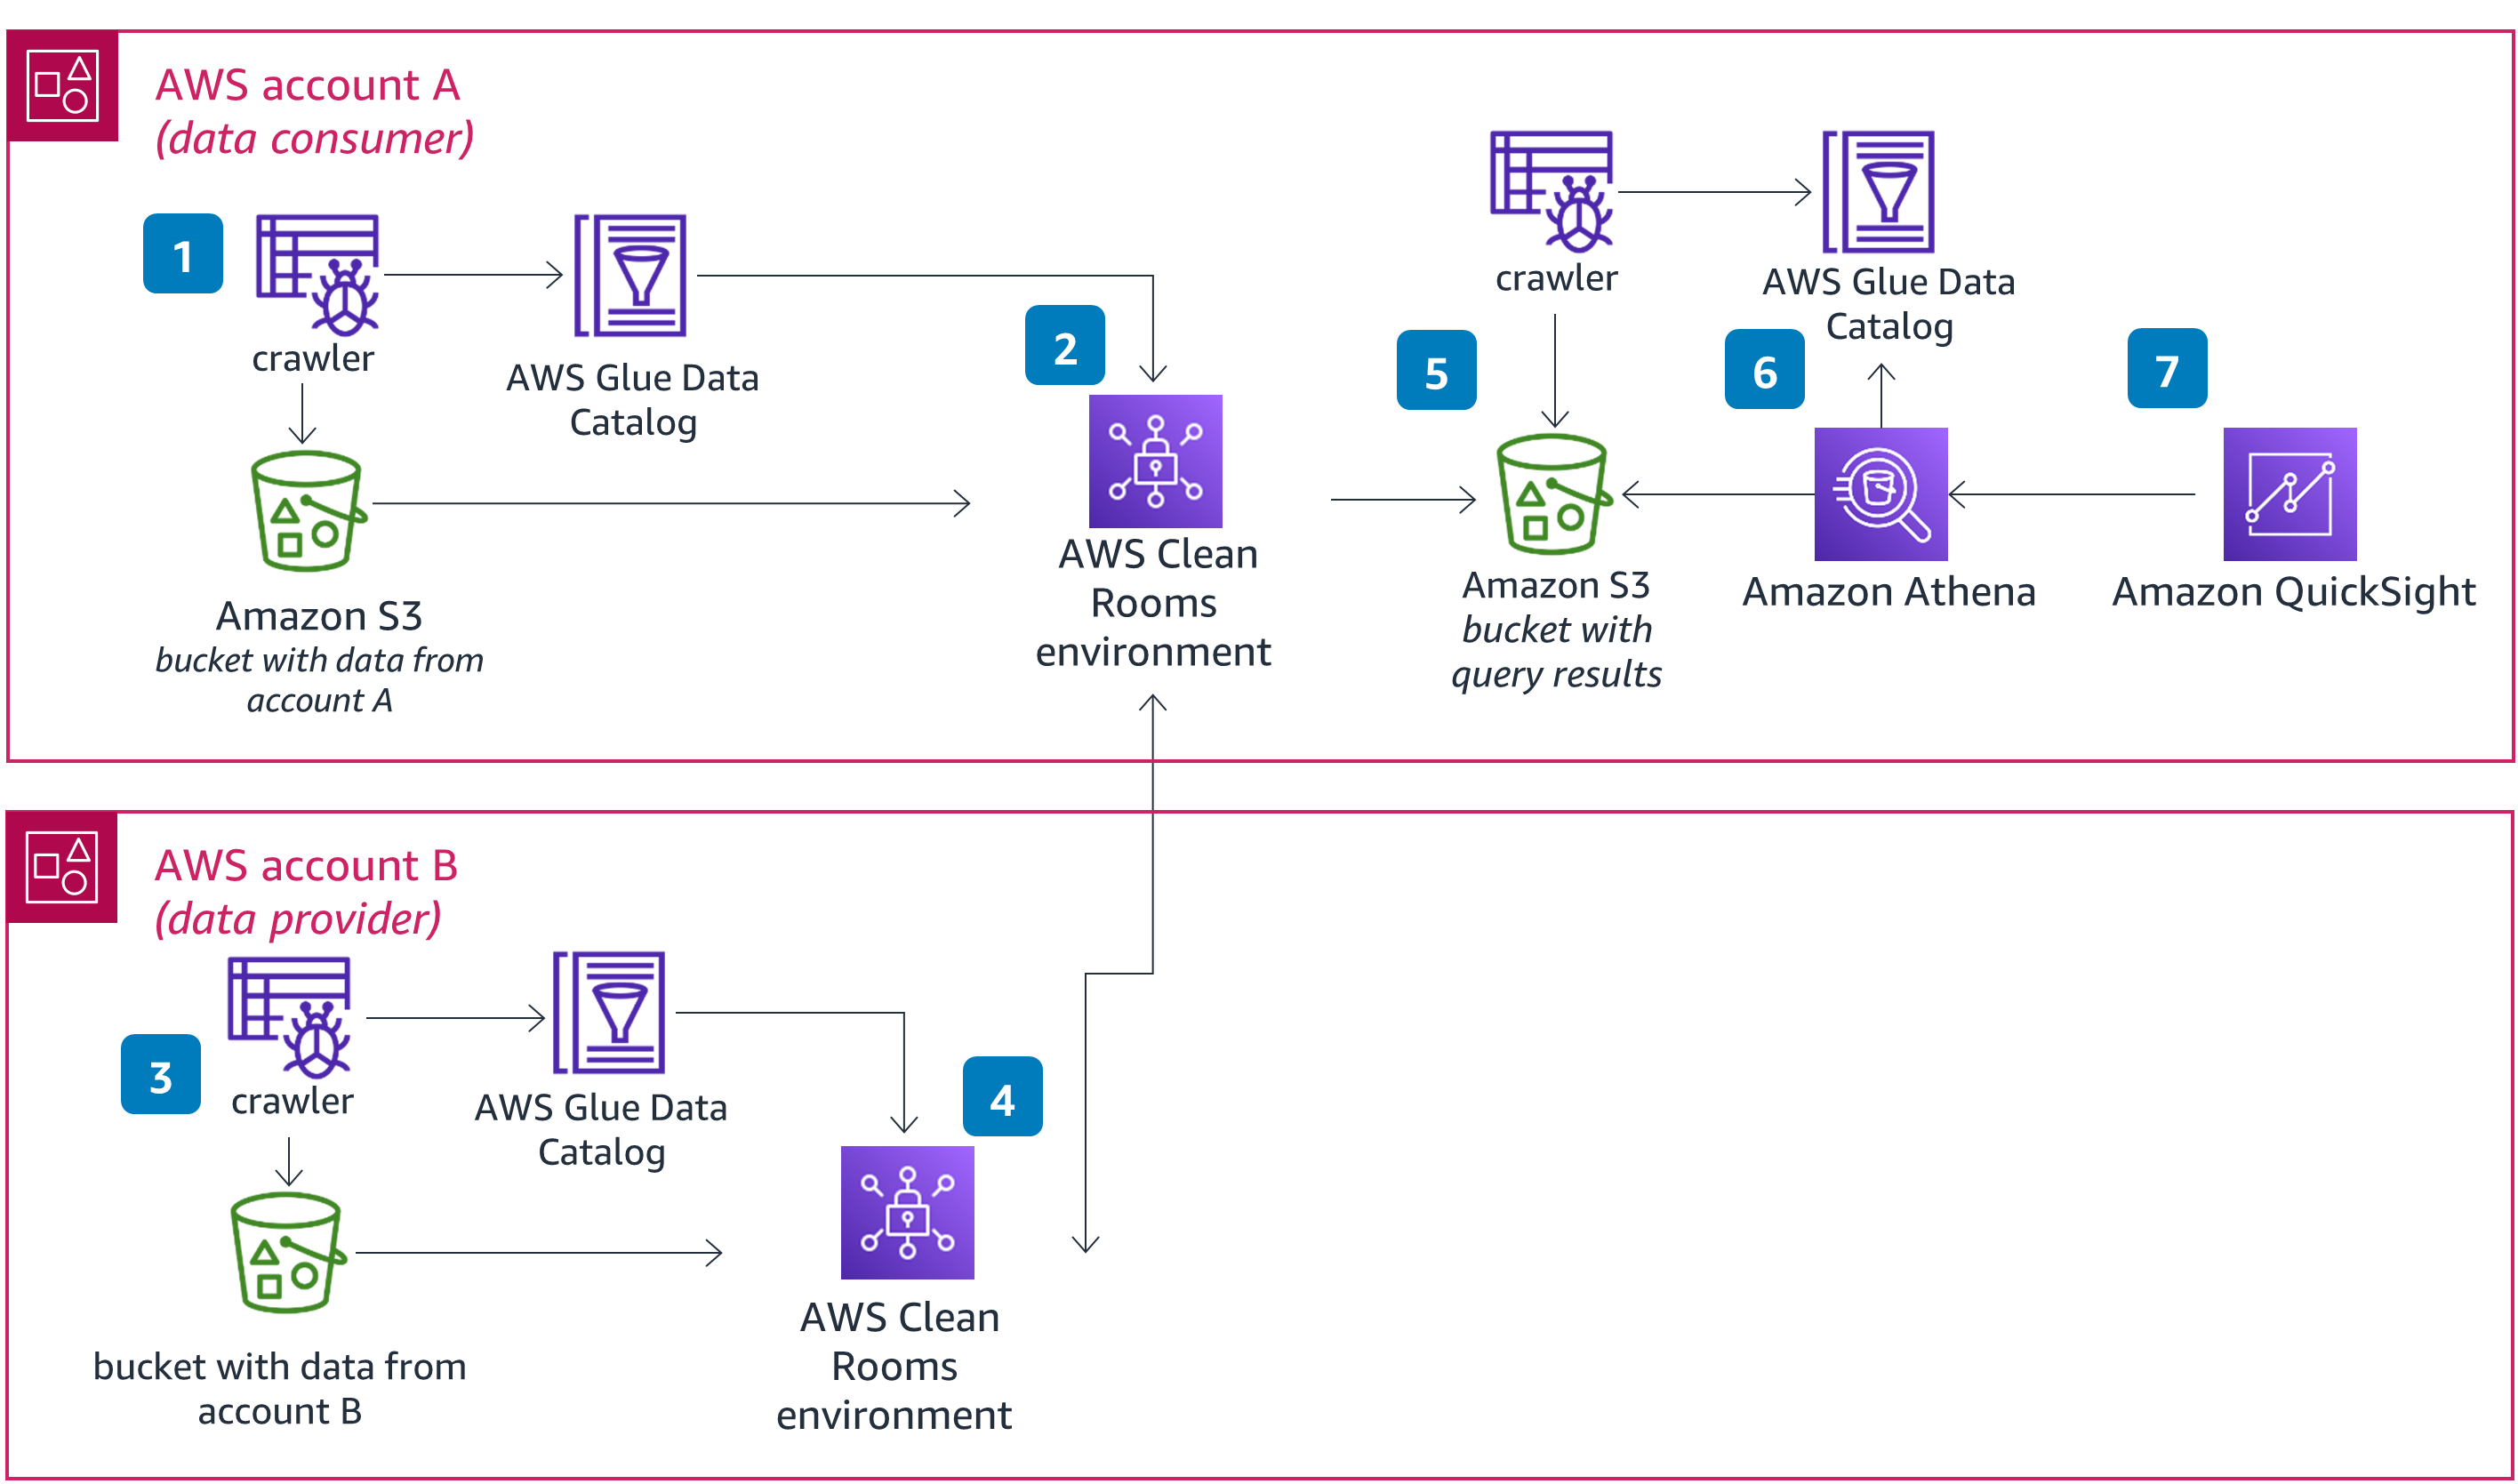 AWS account A
(data consumer)
1
crawler
AWS Glue Data
Catalog
Amazon S3
bucket with data from
account A
2
AWS Clean
Rooms
environment
crawler
AWS Glue Data
Catalog
5
6
7
Amazon S3
bucket with
query results
Amazon Athena
Amazon QuickSight
AWS account B
(data provider)
3
crawler
AWS Glue Data
Catalog
4
bucket with data from
account B
AWS Clean
Rooms
environment